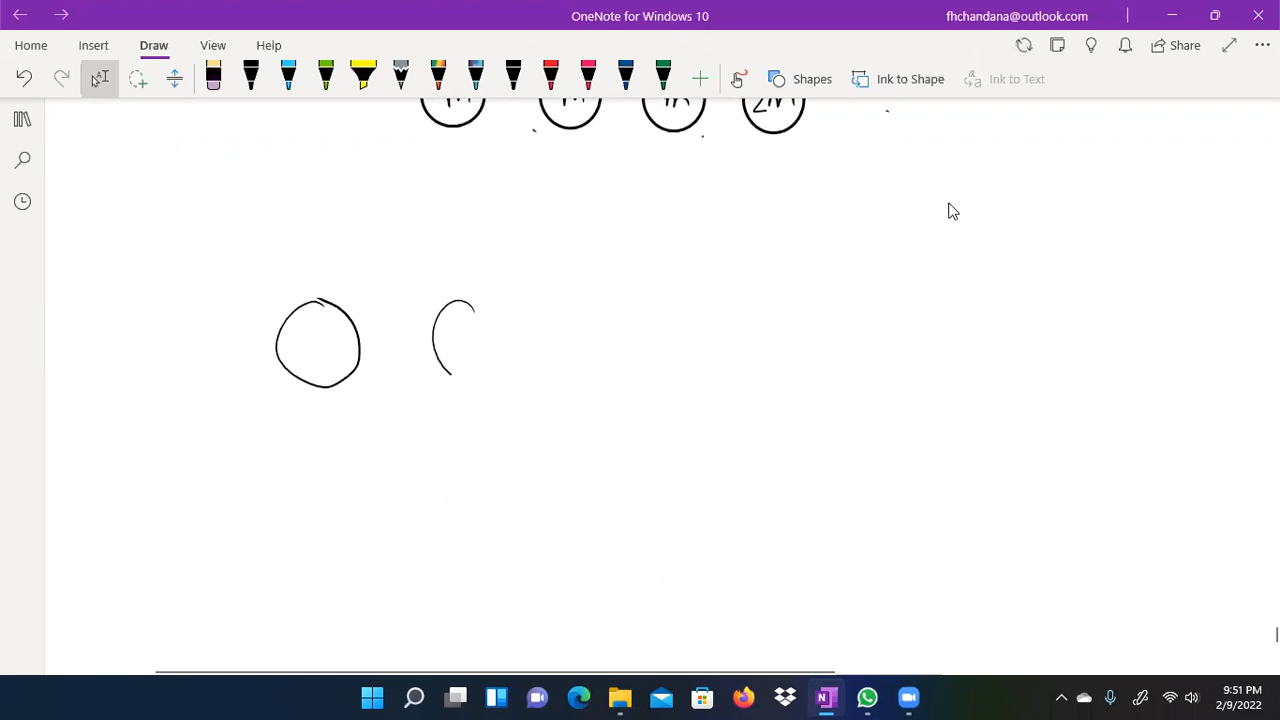 OneNote for Windows 10
fhchandana@outlook.com
Home Insert Draw View Help
Share
Shapes
Ink to Shape
Ink to Text
2M
9:51 PM
2/9/2022